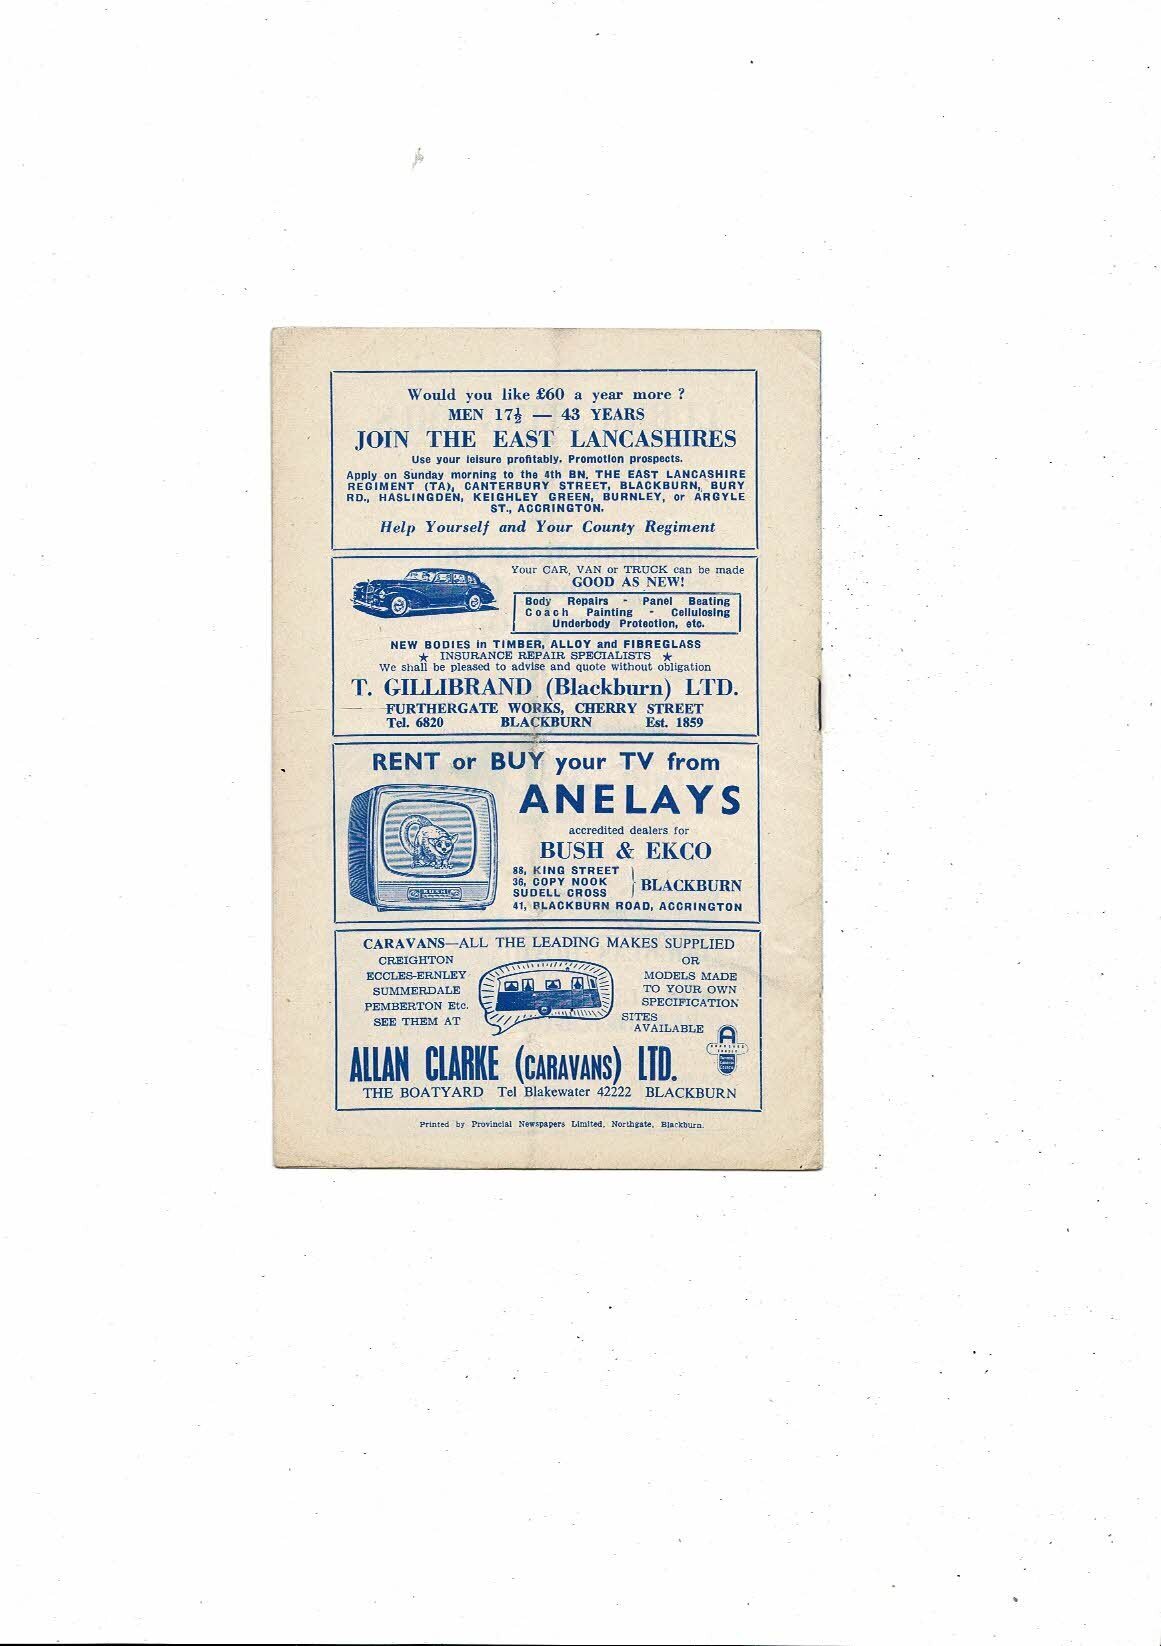 Would you like £60 a year more ?
MEN 17½ — 43 YEARS
JOIN THE EAST LANCASHIRES
Use your leisure profitably. Promotion prospects.
Apply on Sunday morning to the 4th BN. THE EAST LANCASHIRE
REGIMENT (TA), CANTERBURY STREET, BLACKBURN, BURY
RD., HASLINGDEN, KEIGHLEY GREEN, BURNLEY, or ARGYLE
ST., ACCRINGTON.
Help Yourself and Your County Regiment
Your CAR, VAN or TRUCK can be made
GOOD AS NEW!
Body Repairs - Panel Beating
Coach Painting - Cellulosing
Underbody Protection, etc.
NEW BODIES in TIMBER, ALLOY and FIBREGLASS
★ INSURANCE REPAIR SPECIALISTS ★
We shall be pleased to advise and quote without obligation
T. GILLIBRAND (Blackburn) LTD.
FURTHERGATE WORKS, CHERRY STREET
Tel. 6820 BLACKBURN Est. 1859
RENT or BUY your TV from
ANELAYS
accredited dealers for
BUSH & EKCO
88, KING STREET
36, COPY NOOK
SUDELL CROSS
BLACKBURN
41, BLACKBURN ROAD, ACCRINGTON
BUSH
CARAVANS—ALL THE LEADING MAKES SUPPLIED
CREIGHTON
ECCLES-ERNLEY
SUMMERDALE
PEMBERTON Etc.
SEE THEM AT
OR
MODELS MADE
TO YOUR OWN
SPECIFICATION
SITES
AVAILABLE
A
ALLAN CLARKE (CARAVANS) LTD.
THE BOATYARD Tel Blakewater 42222 BLACKBURN
Printed by Provincial Newspapers Limited, Northgate, Blackburn.